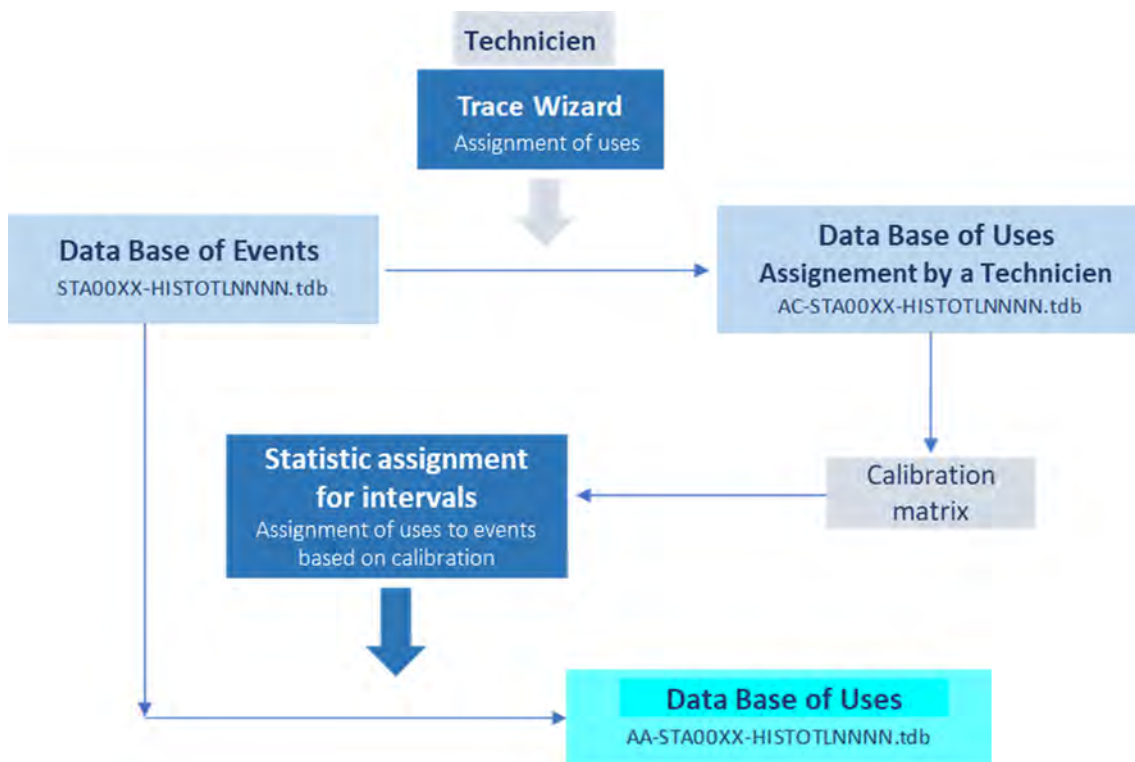 Technicien
Trace Wizard
Assignment of uses
Data Base of Events
STA00XX-HISTOTLNNNN.tdb
Data Base of Uses
Assignement by a Technicien
AC-STA00XX-HISTOTLNNNN.tdb
Statistic assignment
for intervals
Assignment of uses to events
based on calibration
Calibration
matrix
Data Base of Uses
AA-STA00XX-HISTOTLNNNN.tdb